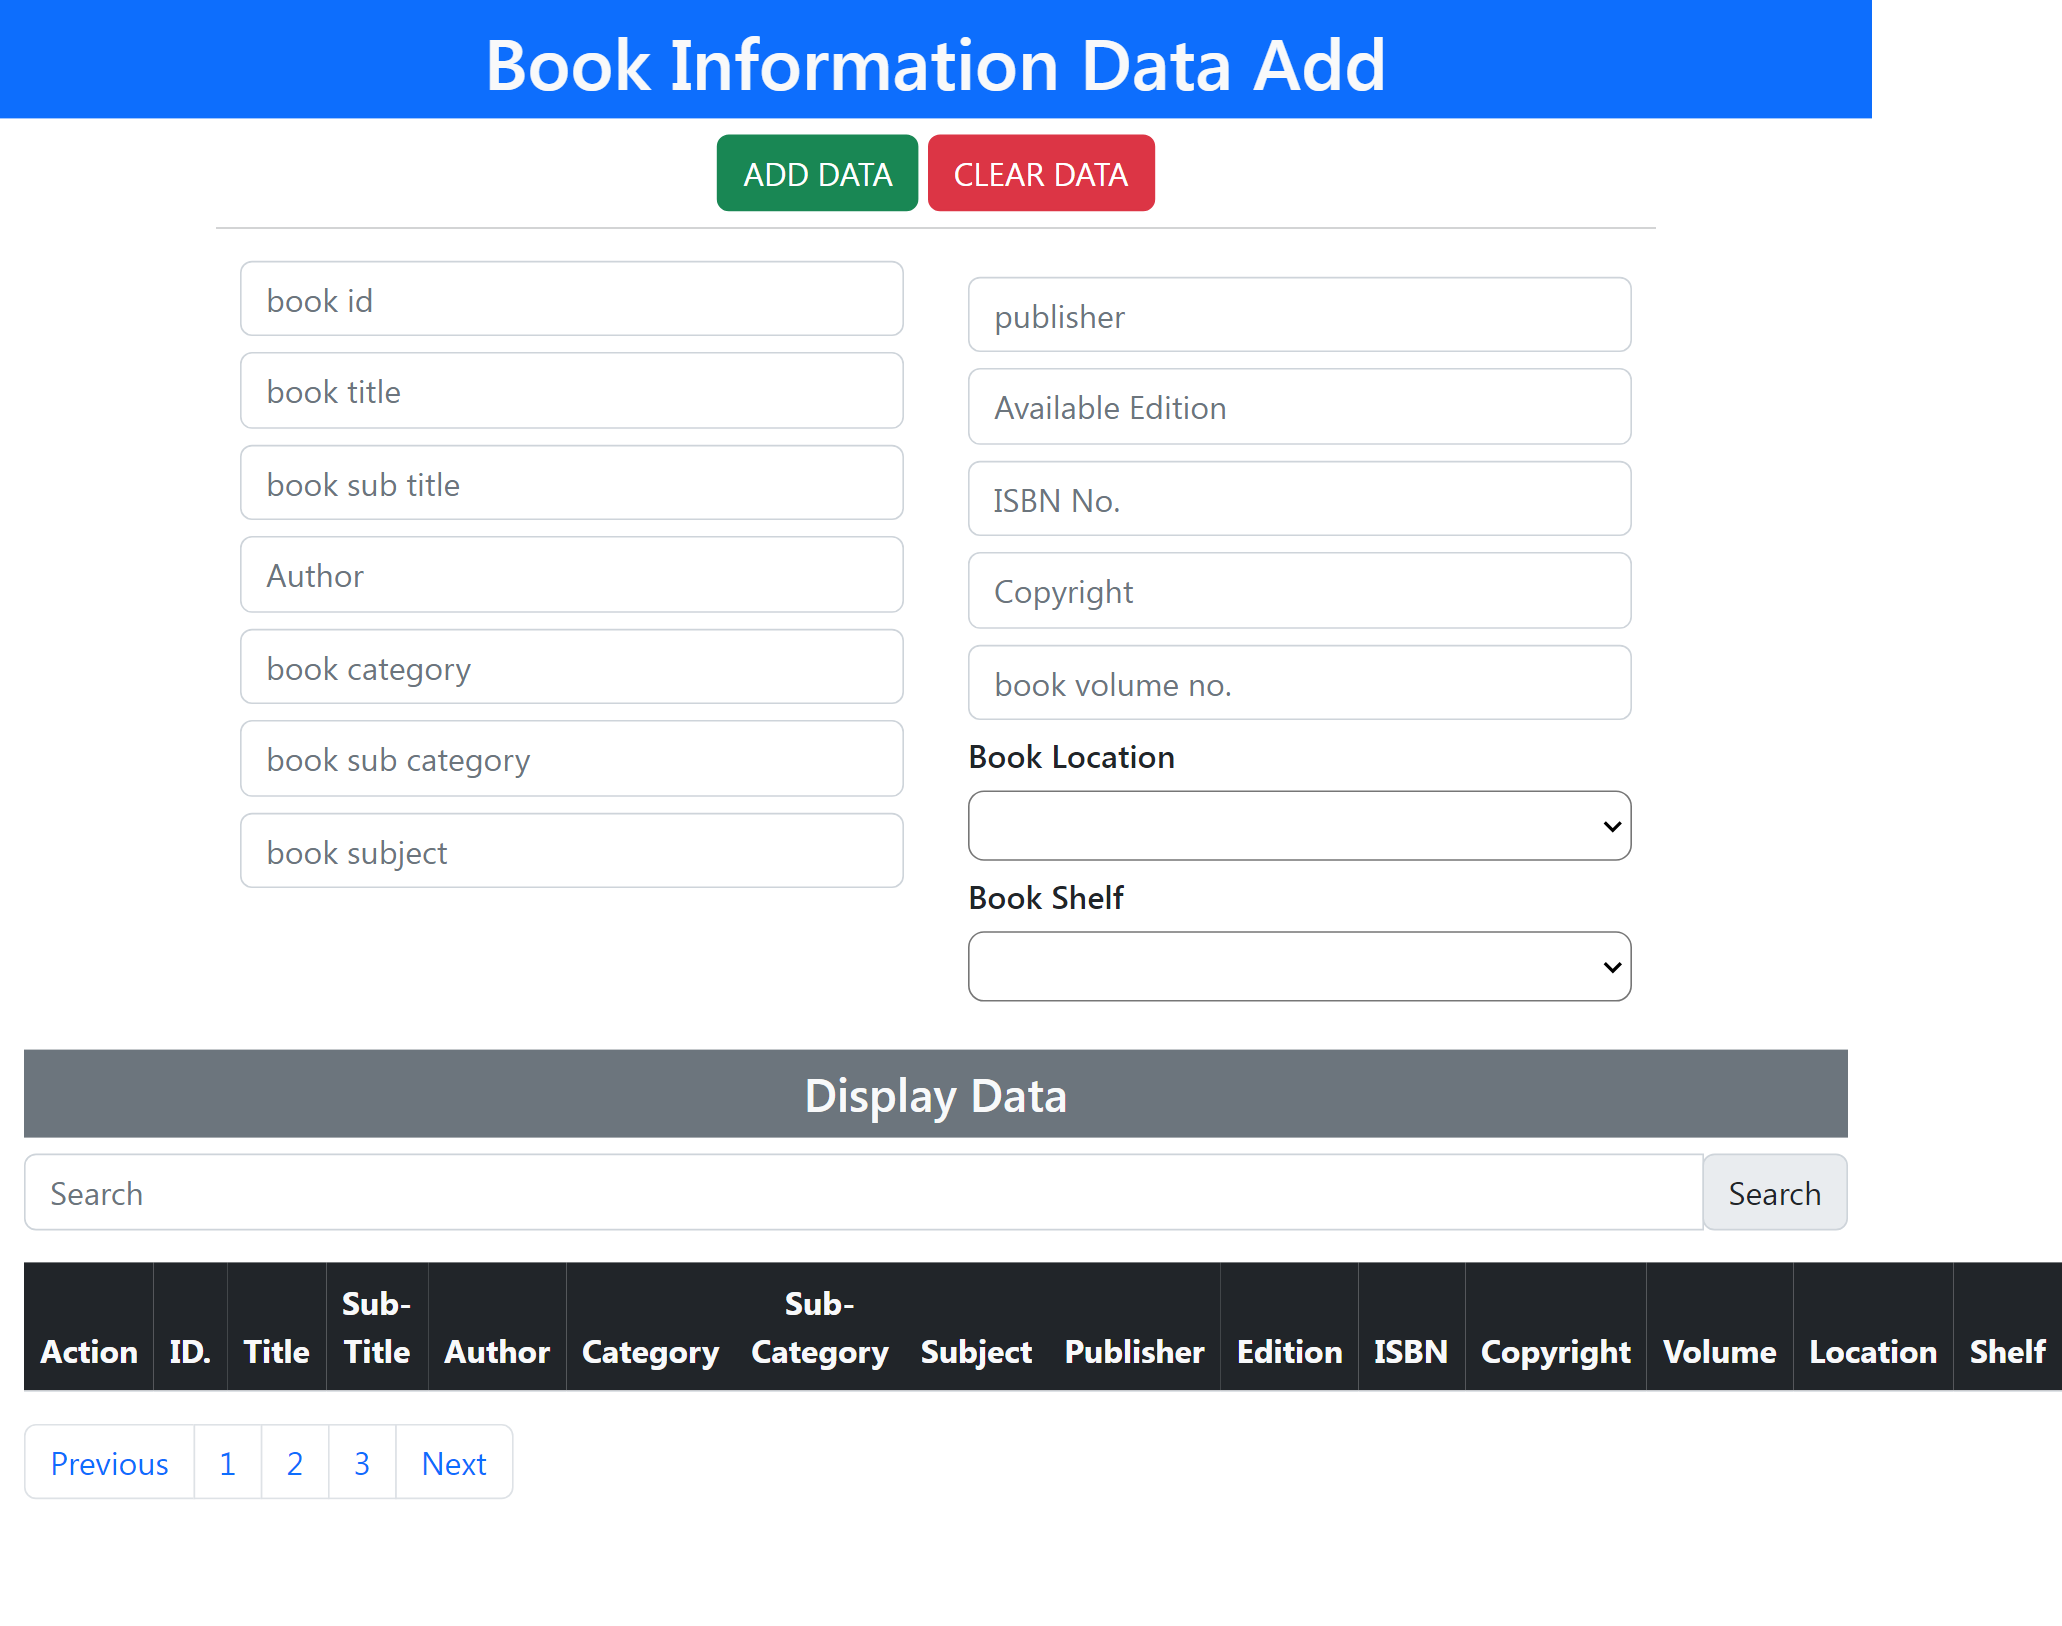 Book Information Data Add
ADD DATA CLEAR DATA
book id
book title
book sub title
Author
book category
book sub category
book subject
publisher
Available Edition
ISBN No.
Copyright
book volume no.
Book Location
Book Shelf
Display Data
Search Search
Action ID. Title Sub-Title Author Category Sub-Category Subject Publisher Edition ISBN Copyright Volume Location Shelf
Previous 1 2 3 Next